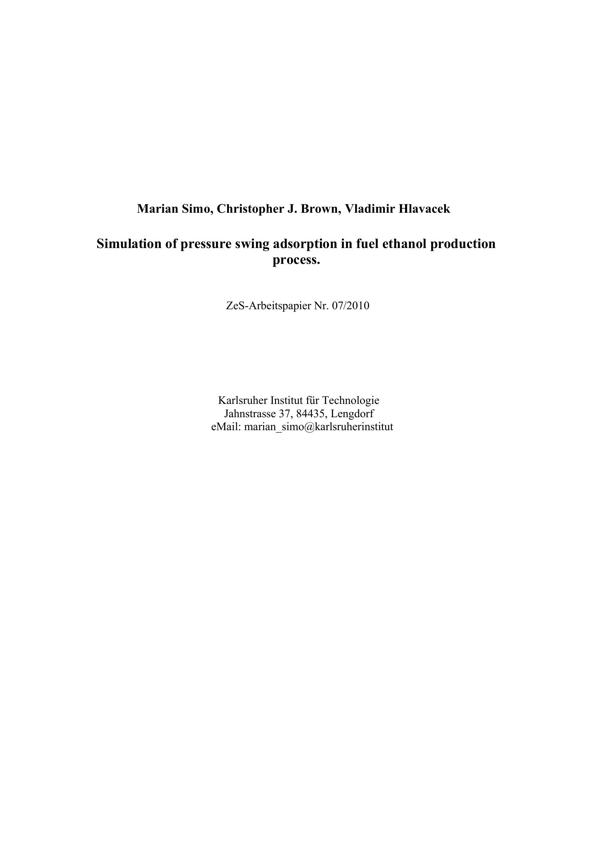 Marian Simo, Christopher J. Brown, Vladimir Hlavacek
Simulation of pressure swing adsorption in fuel ethanol production
process.
ZeS-Arbeitspapier Nr. 07/2010
Karlsruher Institut für Technologie
Jahnstrasse 37, 84435, Lengdorf
eMail: marian_simo@karlsruherinstitut